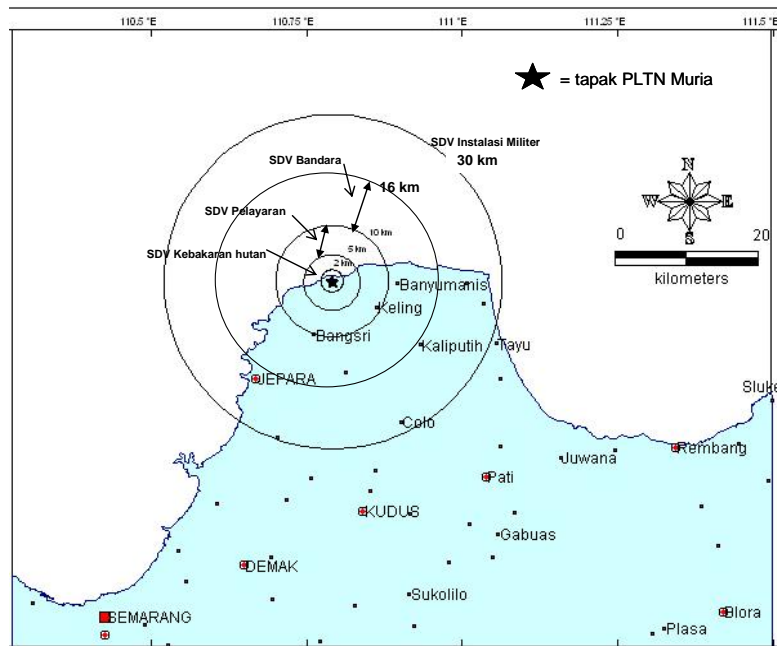 110.5 °E
110.75 °E
111 °E
111.25 °E
111.5 °E
= tapak PLTN Muria
SDV Instalasi Militer
30 km
SDV Bandara
16 km
SDV Pelayaran
10 km
SDV Kebakaran hutan
5 km
2 km
N
W
E
S
0
20
kilometers
Banyumanis
Keling
Bangsri
Kaliputih
Tayu
JEPARA
Sluke
Colo
Rembang
Juwana
Pati
KUDUS
Gabuas
DEMAK
Sukolilo
SEMARANG
Blora
Plasa